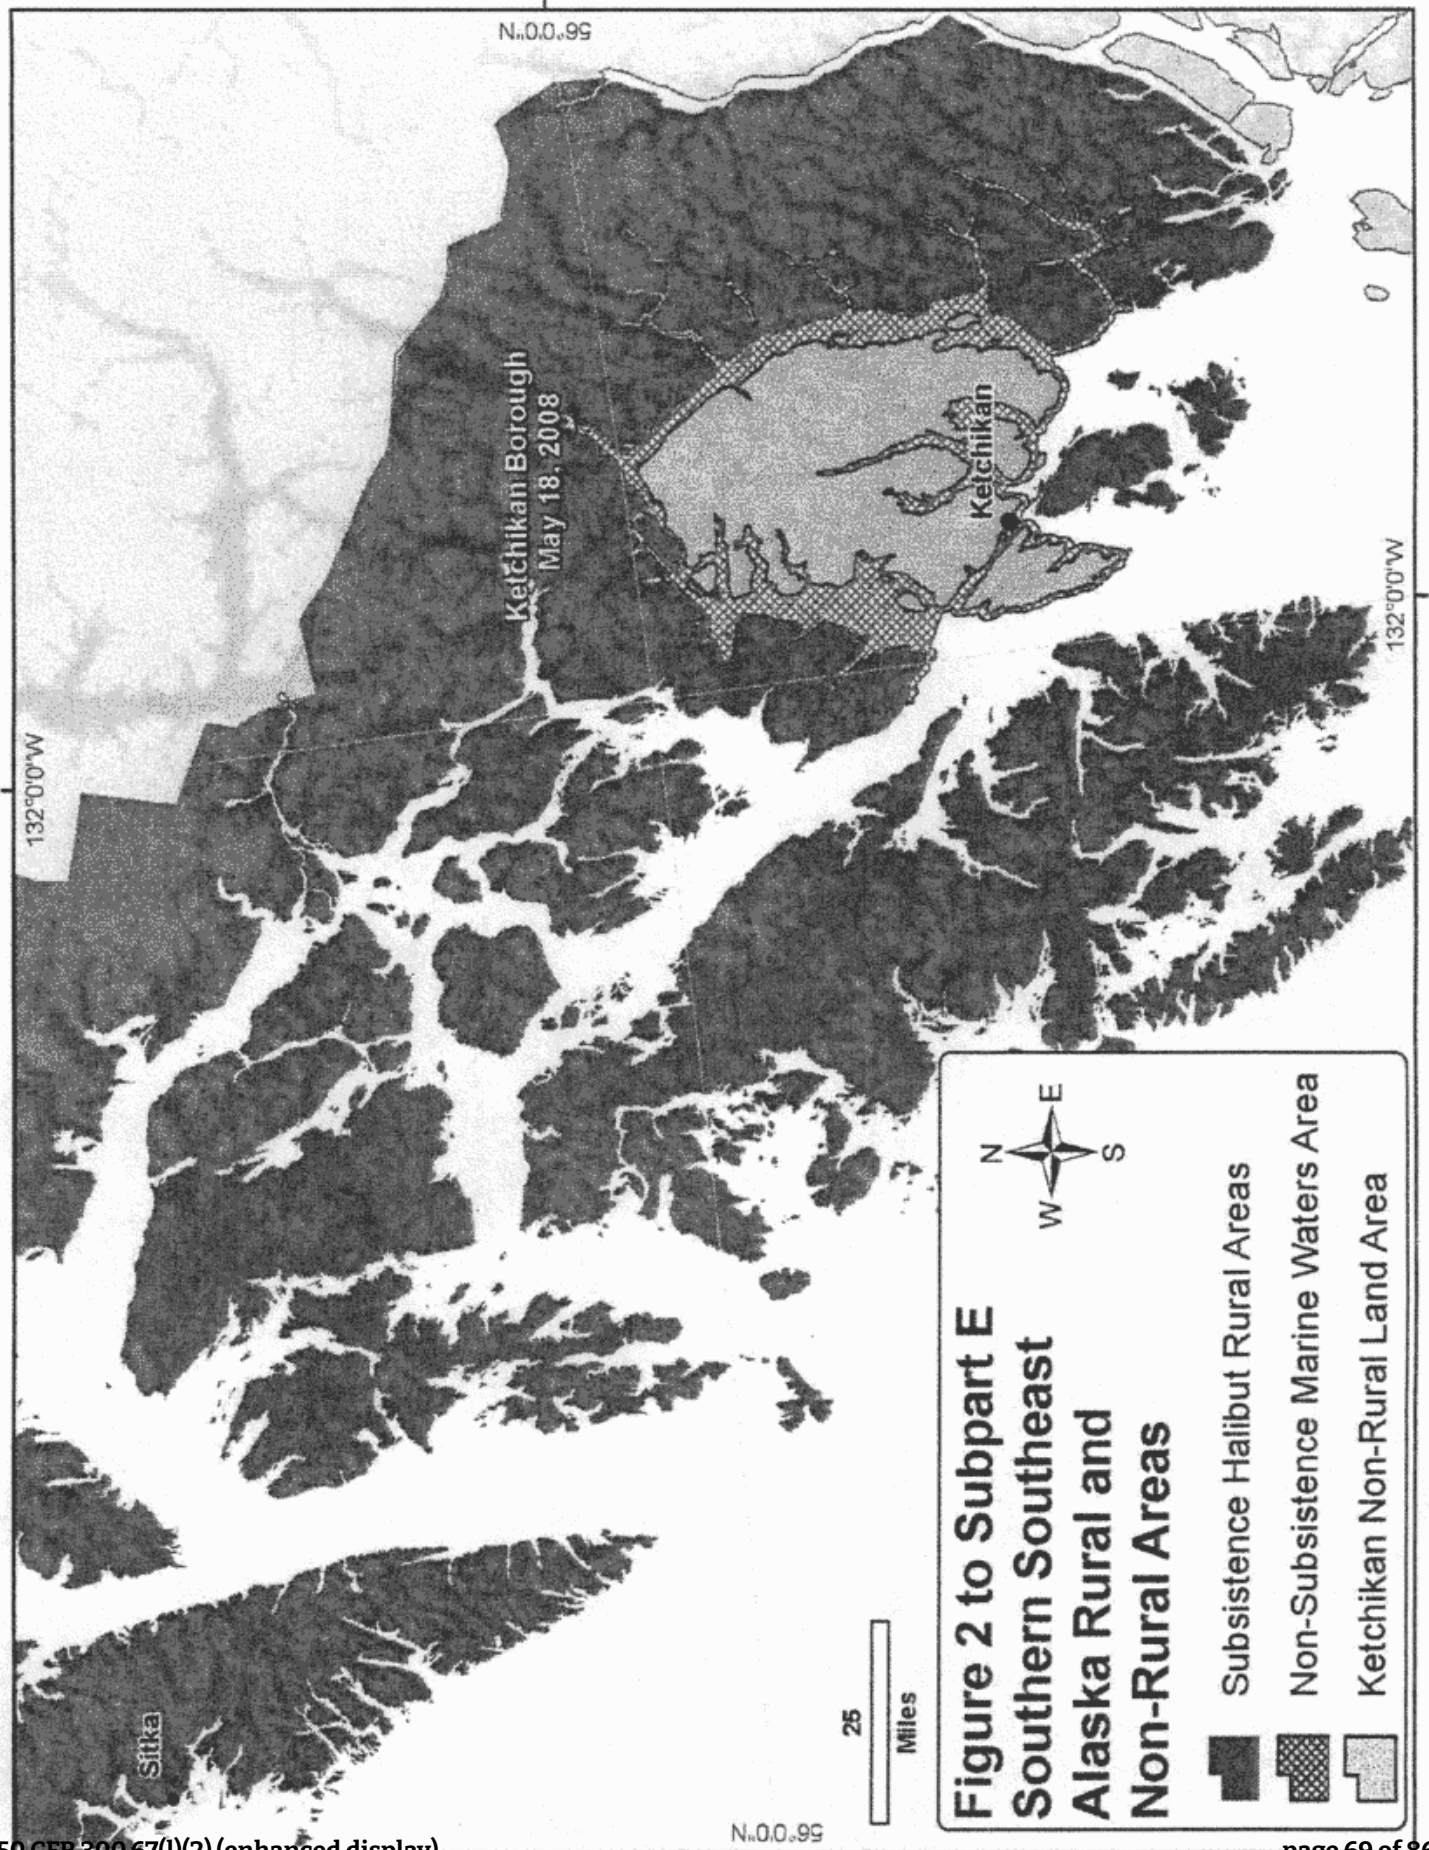 56°0'0"N
132°0'0"W
Ketchikan Borough
May 18, 2008
Ketchikan
132°0'0"W
Sitka
25
Miles
56°0'0"N
Figure 2 to Subpart E
Southern Southeast
Alaska Rural and
Non-Rural Areas
N
W
E
S
Subsistence Halibut Rural Areas
Non-Subsistence Marine Waters Area
Ketchikan Non-Rural Land Area
50 CFR 300.67(l)(2) (enhanced display)
page 69 of 86